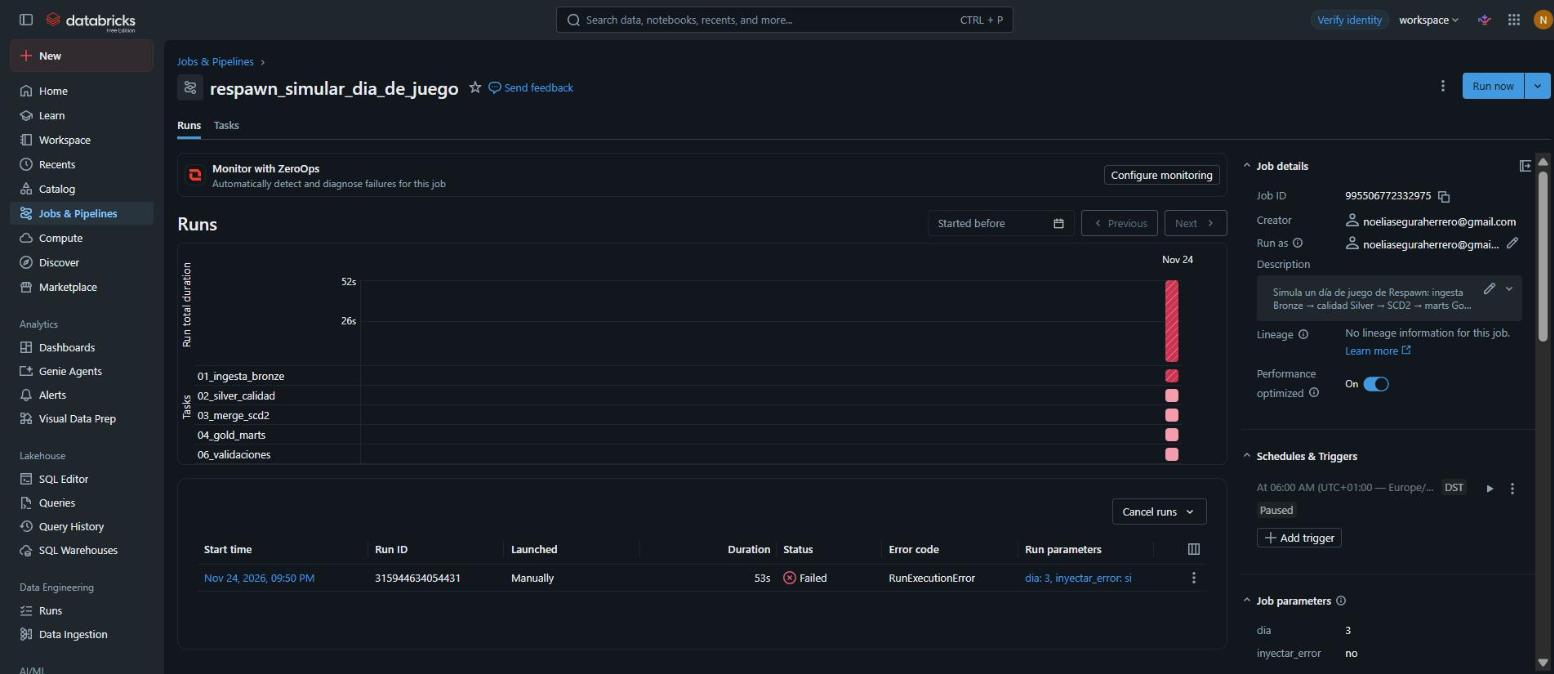 databricks
Free Edition
Search data, notebooks, recents, and more...
CTRL + P
Verify identity
workspace
N
New
Home
Learn
Workspace
Recents
Catalog
Jobs & Pipelines
Compute
Discover
Marketplace
Analytics
Dashboards
Genie Agents
Alerts
Visual Data Prep
Lakehouse
SQL Editor
Queries
Query History
SQL Warehouses
Data Engineering
Runs
Data Ingestion
AI/ML
Jobs & Pipelines
respawn_simular_dia_de_juego
Send feedback
Run now
Runs Tasks
Monitor with ZeroOps
Automatically detect and diagnose failures for this job
Configure monitoring
Runs
Started before
Previous
Next
Nov 24
Run total duration
52s
26s
Tasks
01_ingesta_bronze
02_silver_calidad
03_merge_scd2
04_gold_marts
06_validaciones
Cancel runs
Start time Run ID Launched Duration Status Error code Run parameters
Nov 24, 2026, 09:50 PM 315944634054431 Manually 53s Failed RunExecutionError dia: 3, inyectar_error: si
Job details
Job ID 995506772332975
Creator noeliaseguraherrero@gmail.com
Run as noeliaseguraherrero@gmai...
Description
Simula un día de juego de Respawn: ingesta
Bronze → calidad Silver → SCD2 → marts Go...
Lineage No lineage information for this job.
Learn more
Performance
optimized On
Schedules & Triggers
At 06:00 AM (UTC+01:00 — Europe/... DST
Paused
Add trigger
Job parameters
dia 3
inyectar_error no